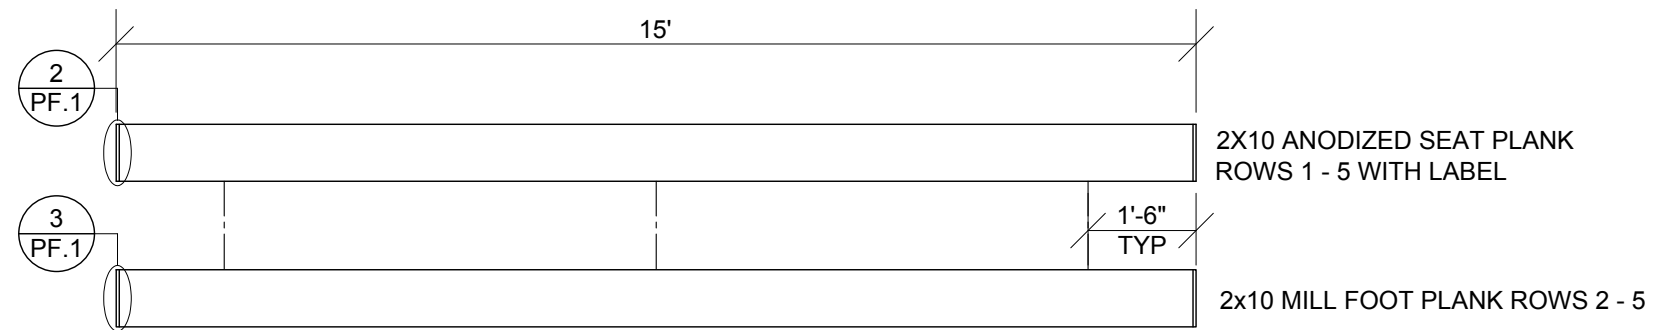 15'
2
PF.1
2X10 ANODIZED SEAT PLANK
ROWS 1 - 5 WITH LABEL
3
PF.1
1'-6"
TYP
2x10 MILL FOOT PLANK ROWS 2 - 5